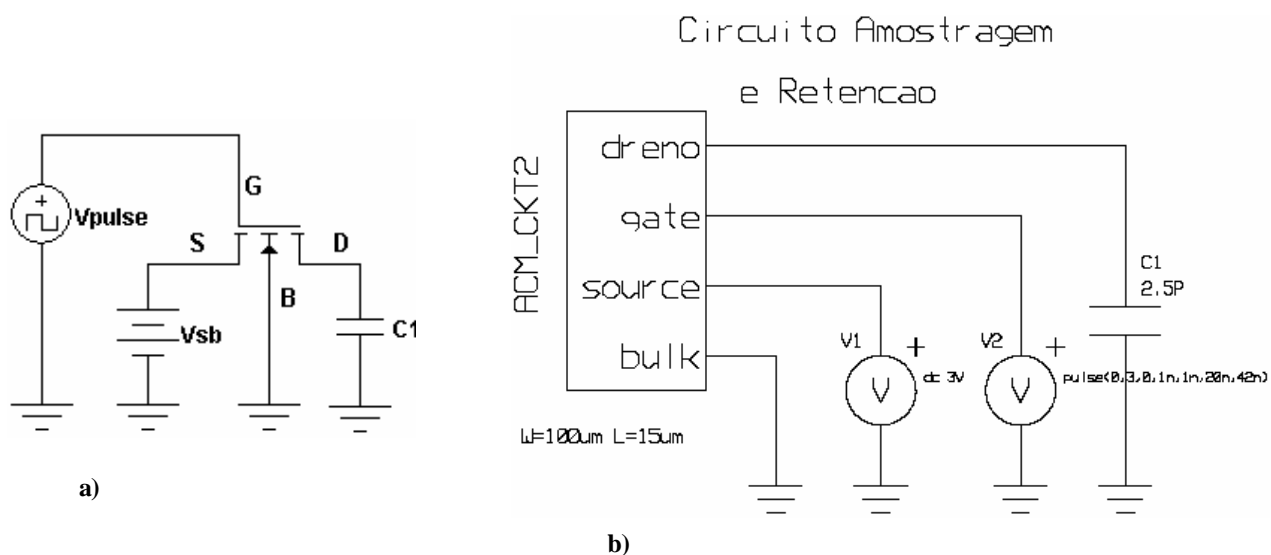 G
+
Vpulse
S
D
B
Vsb
C1
a)
Circuito Amostragem
e Retencao
ACM_CKT2
dreno
gate
source
bulk
W=100um L=15um
V1
+
V
dc 3V
V2
+
V
pulse(0,3,0,1n,1n,20n,42n)
C1
2.5P
b)